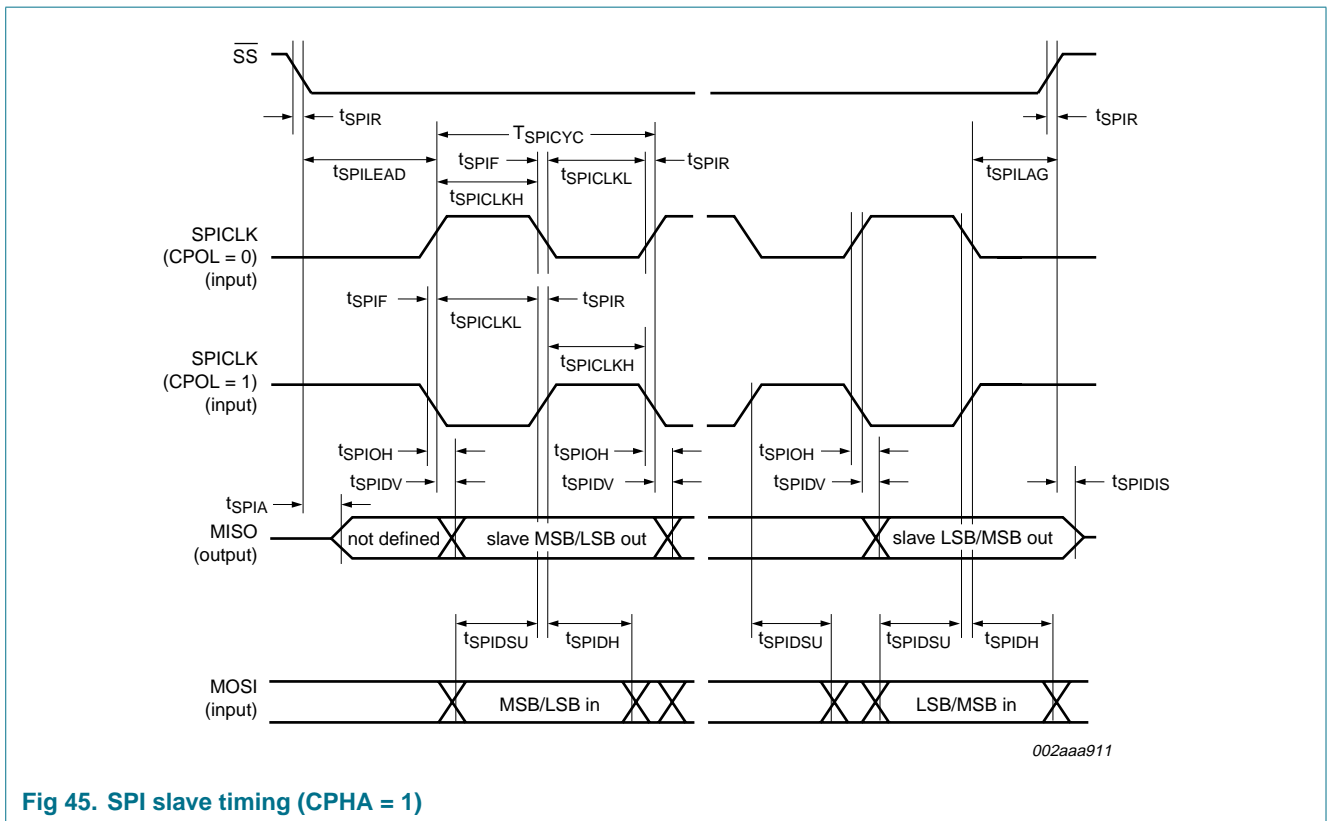 SS
tSPIR
tSPIR
TSPICYC
tSPIF
tSPIR
tSPILEAD
tSPICLKL
tSPILAG
tSPICLKH
SPICLK
(CPOL = 0)
(input)
tSPIF
tSPIR
tSPICLKL
tSPICLKH
SPICLK
(CPOL = 1)
(input)
tSPIOH
tSPIOH
tSPIOH
tSPIDV
tSPIDV
tSPIDV
tSPIDIS
tSPIA
MISO
(output)
not defined
slave MSB/LSB out
slave LSB/MSB out
tSPIDSU
tSPIDH
tSPIDSU
tSPIDSU
tSPIDH
MOSI
(input)
MSB/LSB in
LSB/MSB in
002aaa911
Fig 45. SPI slave timing (CPHA = 1)